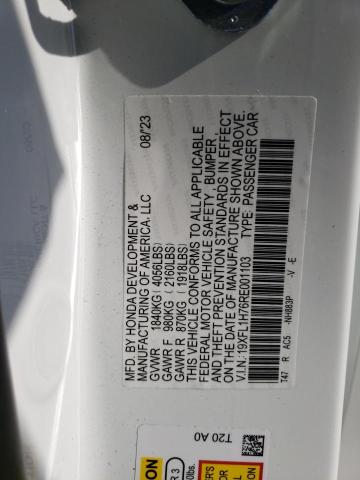 MFD. BY HONDA DEVELOPMENT & 08/'23
MANUFACTURING OF AMERICA, LLC
GVWR 1840KG ( 4056LBS)
GAWR F 980KG ( 2160LBS)
GAWR R 870KG ( 1918LBS)
THIS VEHICLE CONFORMS TO ALL APPLICABLE
FEDERAL MOTOR VEHICLE SAFETY, BUMPER,
AND THEFT PREVENTION STANDARDS IN EFFECT
ON THE DATE OF MANUFACTURE SHOWN ABOVE.
V.I.N.: 19XFL1H76RE001103 TYPE: PASSENGER CAR
T47 R AC5 -NH883P -V -E
T20 A0